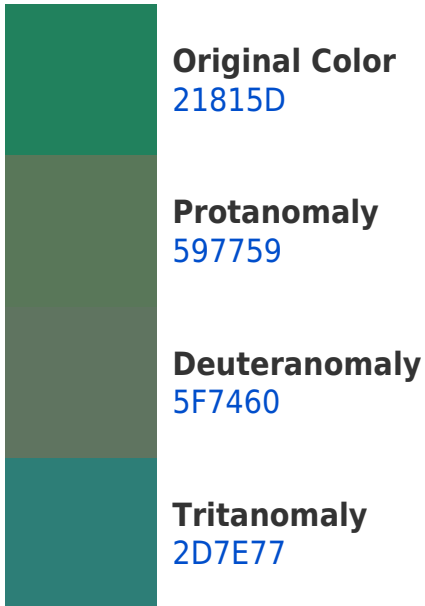 Original Color
21815D
Protanomaly
597759
Deuteranomaly
5F7460
Tritanomaly
2D7E77